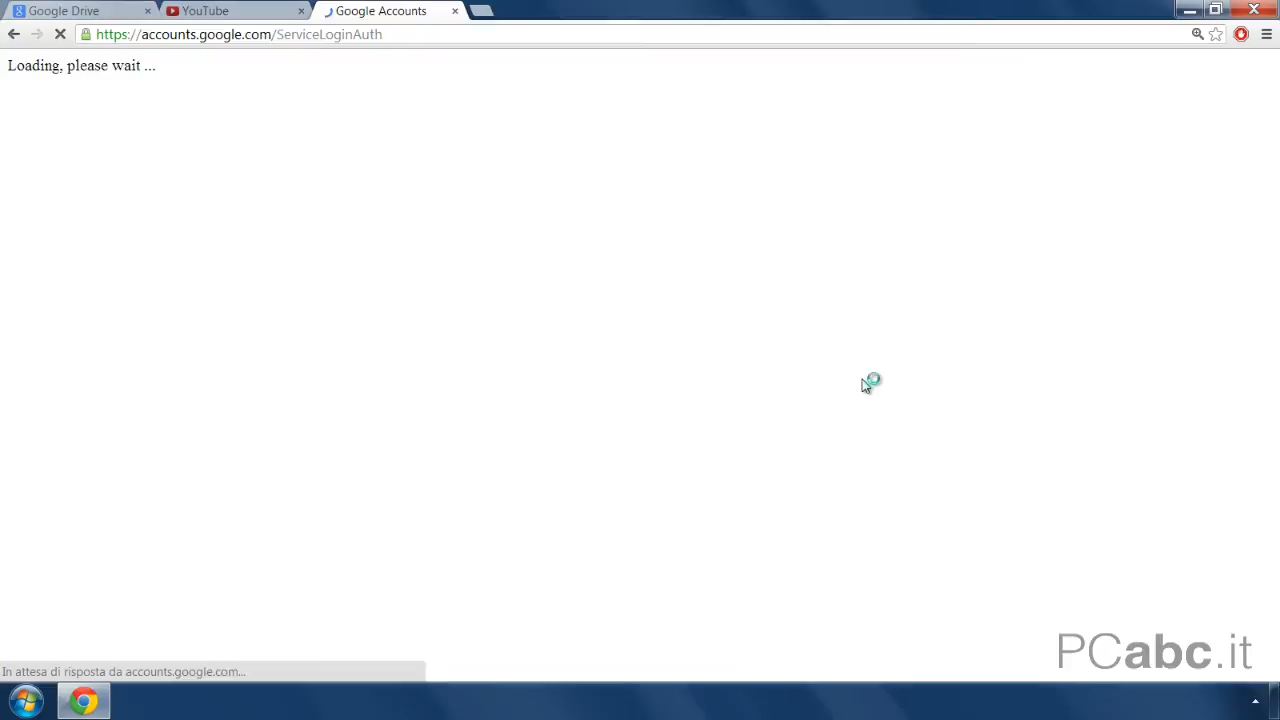 Google Drive
YouTube
Google Accounts
https://accounts.google.com/ServiceLoginAuth
Loading, please wait ...
PCabc.it
In attesa di risposta da accounts.google.com...